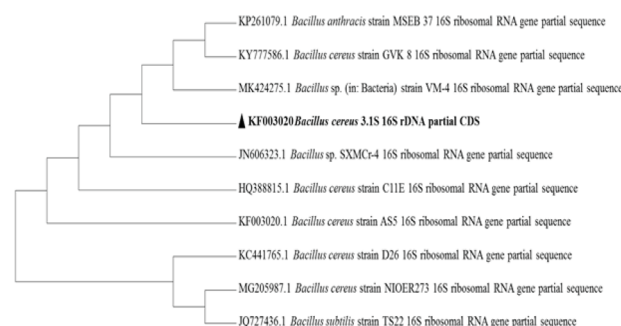 KP261079.1 Bacillus anthracis strain MSEB 37 16S ribosomal RNA gene partial sequence
KY777586.1 Bacillus cereus strain GVK 8 16S ribosomal RNA gene partial sequence
MK424275.1 Bacillus sp. (in: Bacteria) strain VM-4 16S ribosomal RNA gene partial sequence
KF003020 Bacillus cereus 3.1S 16S rDNA partial CDS
JN606323.1 Bacillus sp. SXMCr-4 16S ribosomal RNA gene partial sequence
HQ388815.1 Bacillus cereus strain C11E 16S ribosomal RNA gene partial sequence
KF003020.1 Bacillus cereus strain AS5 16S ribosomal RNA gene partial sequence
KC441765.1 Bacillus cereus strain D26 16S ribosomal RNA gene partial sequence
MG205987.1 Bacillus cereus strain NIOER273 16S ribosomal RNA gene partial sequence
JQ727436.1 Bacillus subtilis strain TS22 16S ribosomal RNA gene partial sequence